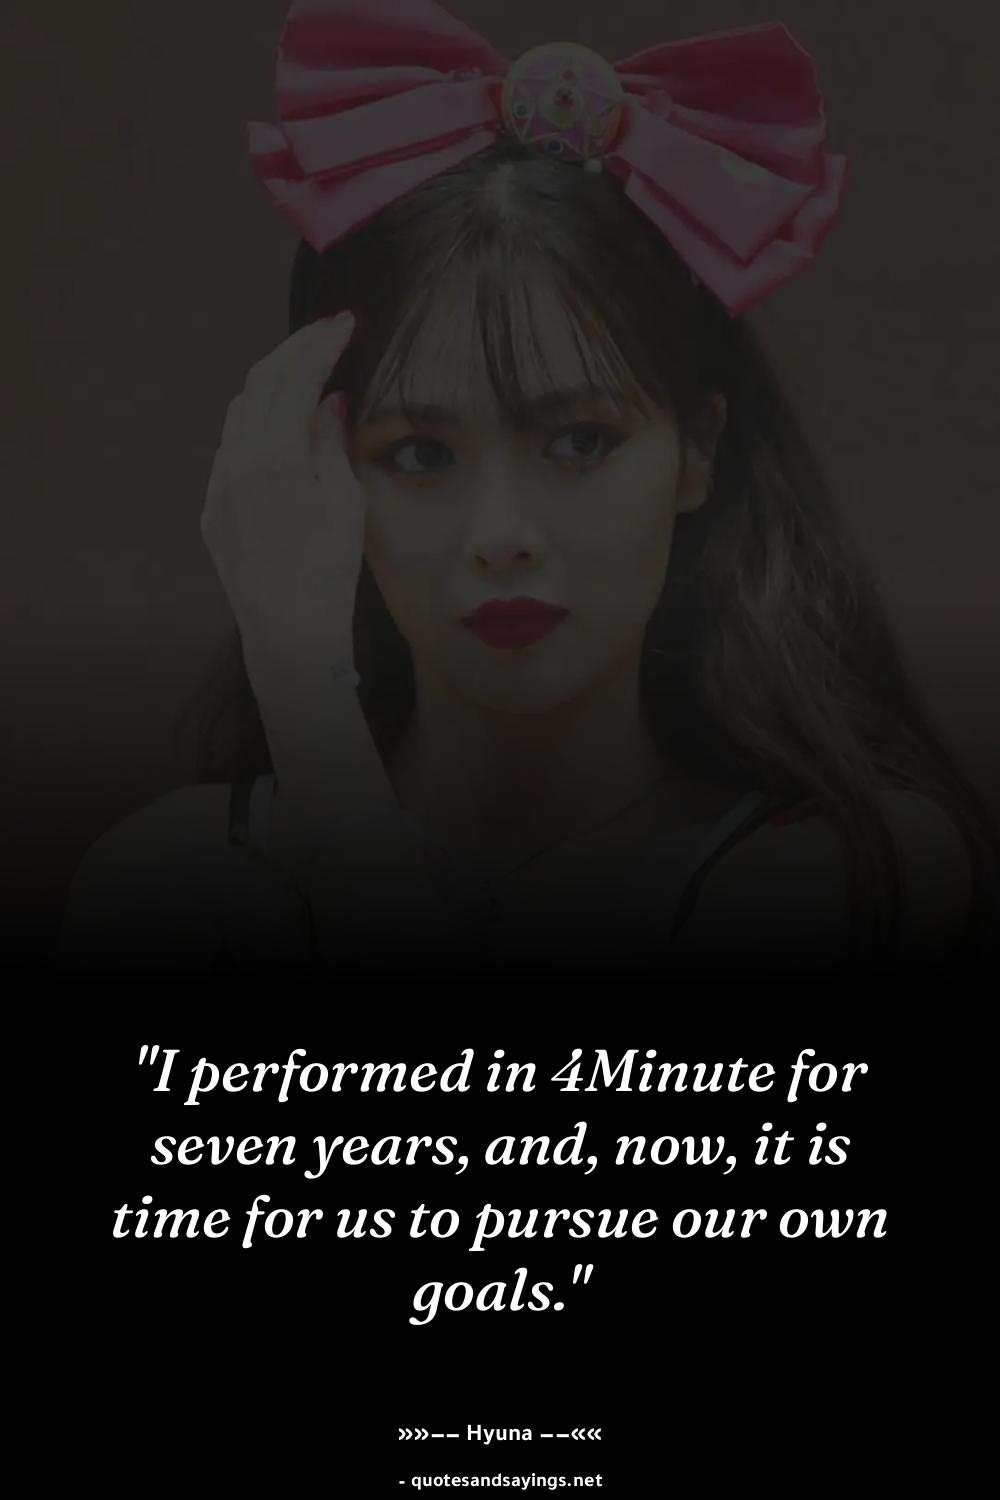 "I performed in 4Minute for
seven years, and, now, it is
time for us to pursue our own
goals."
»»−− Hyuna −−««
- quotesandsayings.net